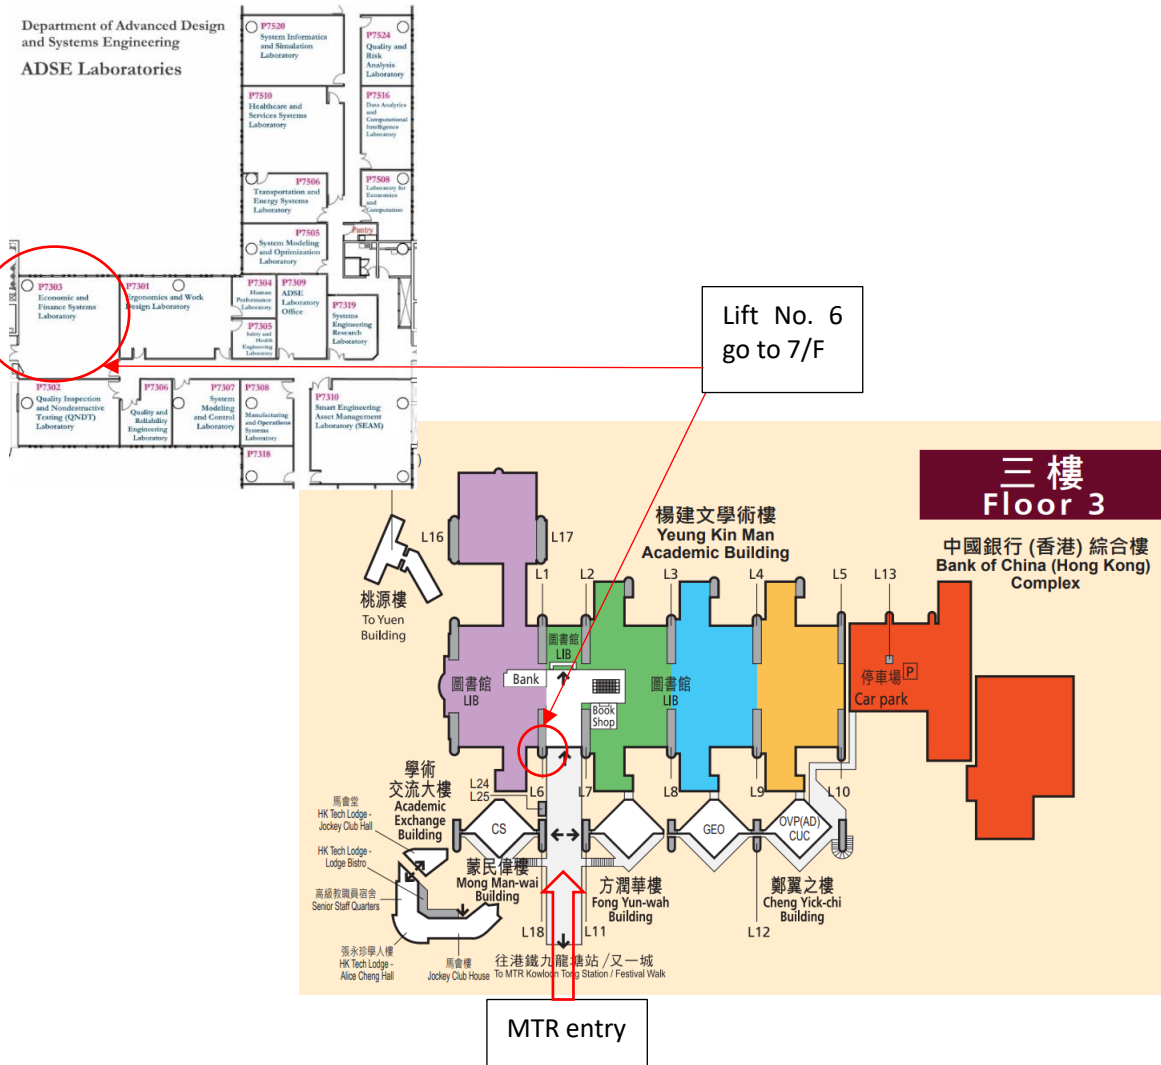 Department of Advanced Design
and Systems Engineering
ADSE Laboratories
P7520
System Informatics
and Simulation
Laboratory
P7524
Quality and
Risk
Analysis
Laboratory
P7510
Healthcare and
Services Systems
Laboratory
P7516
Data Analytics
and
Computational
Intelligence
Laboratory
P7506
Transportation and
Energy Systems
Laboratory
P7508
Laboratory for
Economics
and
Computation
P7505
System Modeling
and Optimization
Laboratory
Pantry
P7303
Economic and
Finance Systems
Laboratory
P7301
Ergonomics and Work
Design Laboratory
P7304
Human
Performance
Laboratory
P7309
ADSE
Laboratory
Office
P7305
Safety and
Health
Engineering
Laboratory
P7319
Systems
Engineering
Research
Laboratory
P7302
Quality Inspection
and Nondestructive
Testing (QNDT)
Laboratory
P7306
Quality and
Reliability
Engineering
Laboratory
P7307
System
Modeling
and Control
Laboratory
P7308
Manufacturing
and Operations
Systems
Laboratory
P7310
Smart Engineering
Asset Management
Laboratory (SEAM)
P7318
Lift No. 6
go to 7/F
)
三樓
Floor 3
楊建文學術樓
Yeung Kin Man
Academic Building
中國銀行 (香港) 綜合樓
Bank of China (Hong Kong)
Complex
L16
L17
L1
L2
L3
L4
L5
L13
桃源樓
To Yuen
Building
圖書館
LIB
Bank
圖書館
LIB
圖書館
LIB
Book
Shop
停車場 P
Car park
學術
交流大樓
Academic
Exchange
Building
L24
L25
L6
L7
L8
L9
L10
馬會堂
HK Tech Lodge -
Jockey Club Hall
HK Tech Lodge -
Lodge Bistro
CS
GEO
OVP(AD)
CUC
蒙民偉樓
Mong Man-wai
Building
方潤華樓
Fong Yun-wah
Building
鄭翼之樓
Cheng Yick-chi
Building
高級教職員宿舍
Senior Staff Quarters
L18
L11
L12
張永珍學人樓
HK Tech Lodge -
Alice Cheng Hall
馬會樓
Jockey Club House
往港鐵九龍塘站 /又一城
To MTR Kowloon Tong Station / Festival Walk
MTR entry